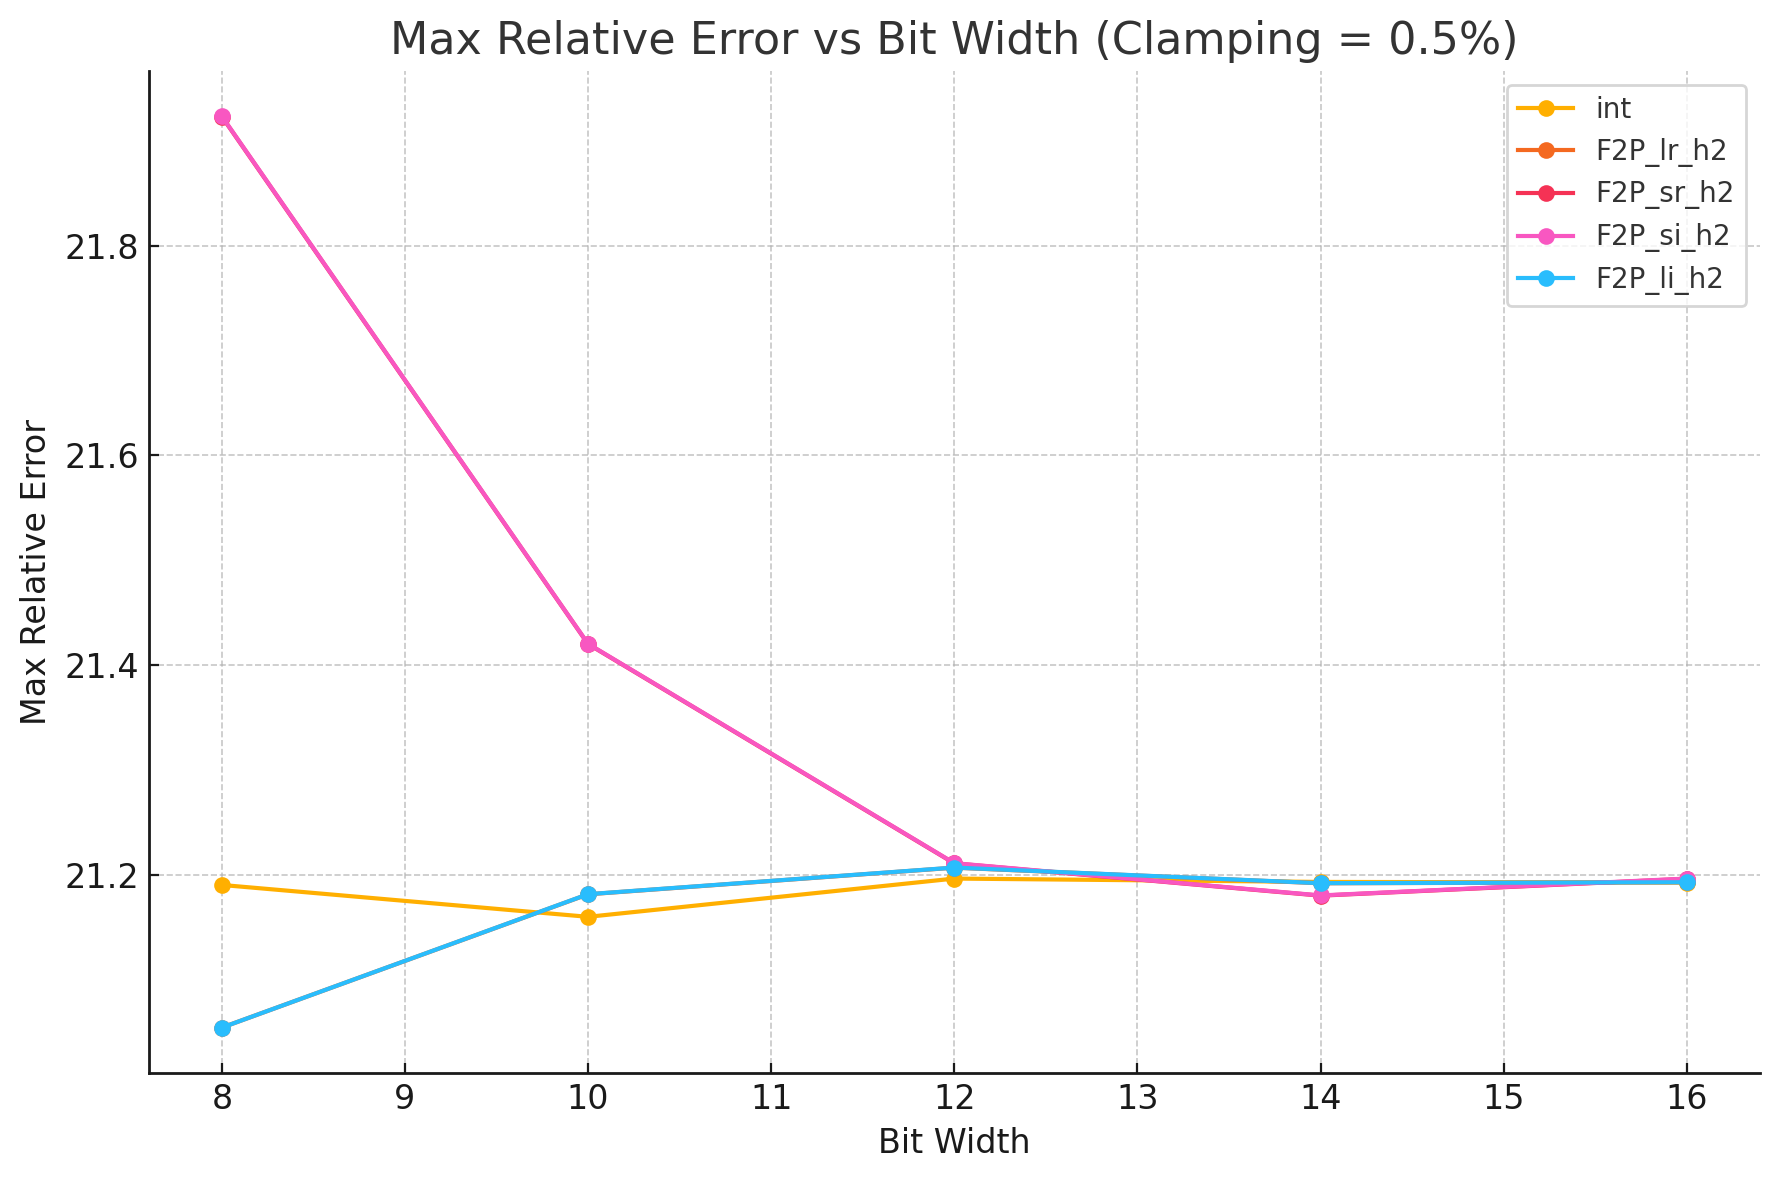 Max Relative Error vs Bit Width (Clamping = 0.5%)
int
F2P_lr_h2
F2P_sr_h2
F2P_si_h2
F2P_li_h2
Max Relative Error
21.8
21.6
21.4
21.2
8 9 10 11 12 13 14 15 16
Bit Width